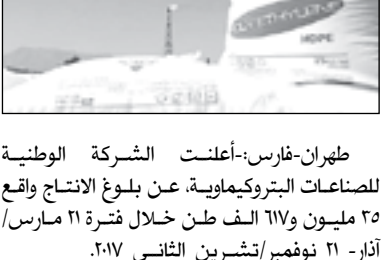 HDPE
طهران-فارس:-أعلنت الشركة الوطنية
للصناعات البتروكيماوية، عن بلوغ الانتاج واقع
٣٥ مليون و٦١٧ الف طن خلال فترة ٢١ مارس/
آذار- ٢١ نوفمبر/تشرين الثاني ٢٠١٧.